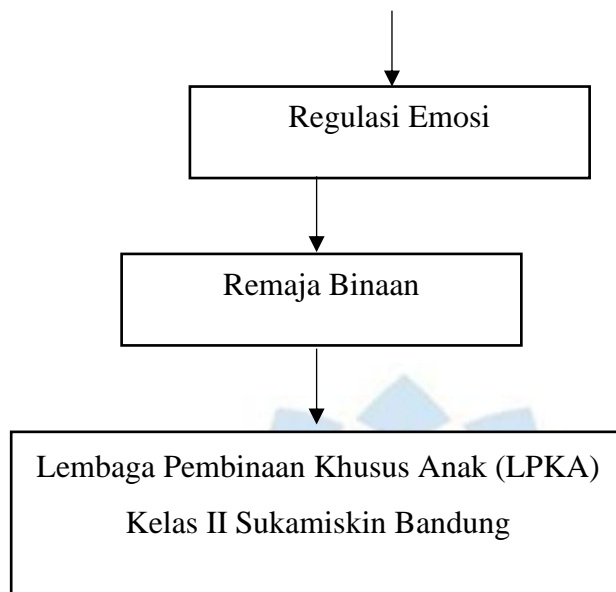 Regulasi Emosi
Remaja Binaan
Lembaga Pembinaan Khusus Anak (LPKA)
Kelas II Sukamiskin Bandung